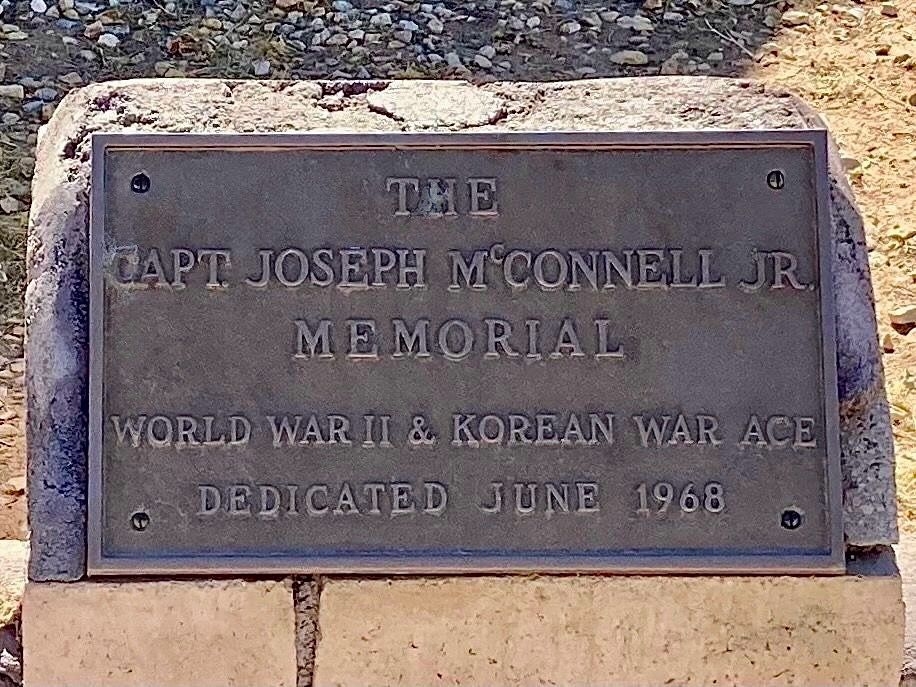 THE
CAPT. JOSEPH McCONNELL JR.
MEMORIAL
WORLD WAR II & KOREAN WAR ACE
DEDICATED JUNE 1968